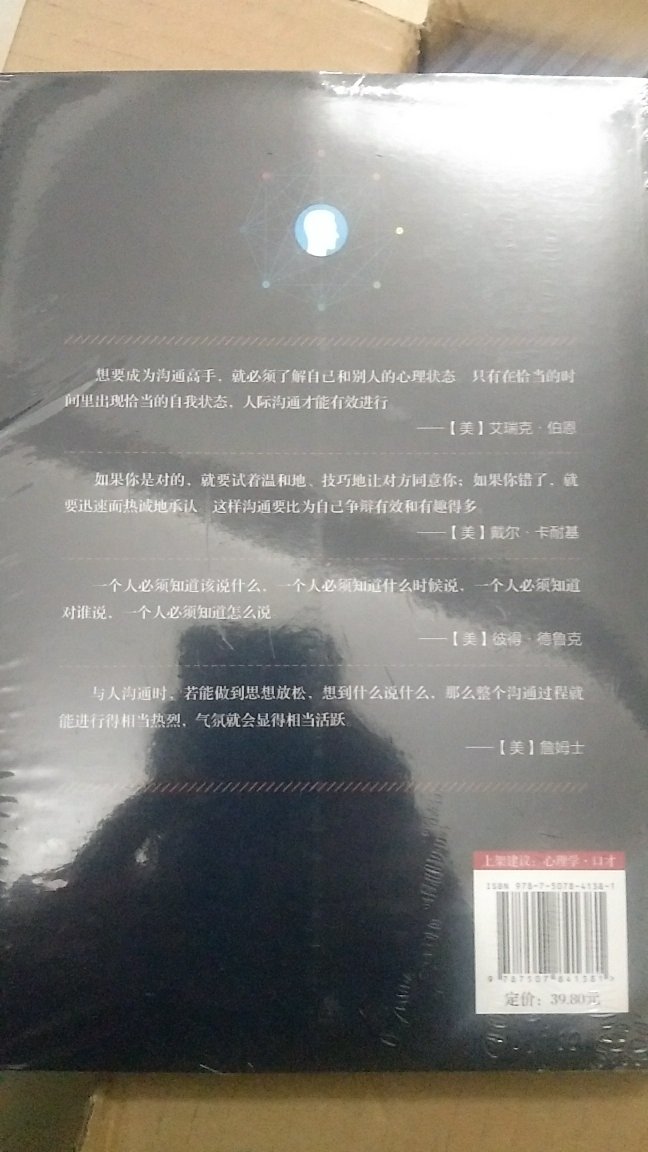 想要成为沟通高手，就必须了解自己和别人的心理状态。只有在恰当的时
间里出现恰当的自我状态，人际沟通才能有效进行。
——【美】艾瑞克·伯恩
如果你是对的，就要试着温和地、技巧地让对方同意你；如果你错了，就
要迅速而热诚地承认。这样沟通要比为自己争辩有效和有趣得多。
——【美】戴尔·卡耐基
一个人必须知道该说什么，一个人必须知道什么时候说，一个人必须知道
对谁说，一个人必须知道怎么说。
——【美】彼得·德鲁克
与人沟通时，若能做到思想放松，想到什么说什么，那么整个沟通过程就
能进行得相当热烈，气氛就会显得相当活跃。
——【美】詹姆士
上架建议：心理学·口才
ISBN 978-7-5078-4138-1
9 787507 841381 >
定价：39.80元